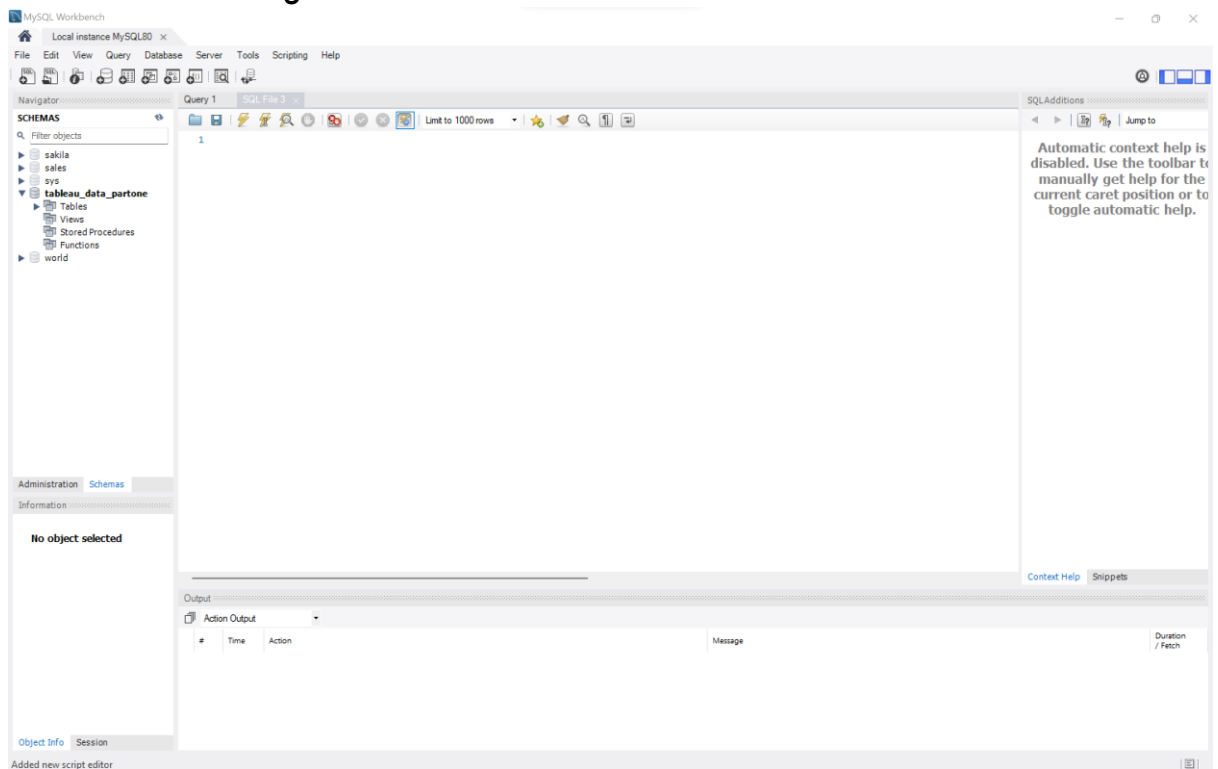 g
MySQL Workbench
Local instance MySQL80
File Edit View Query Database Server Tools Scripting Help
Navigator
SCHEMAS
Filter objects
sakila
sales
sys
tableau_data_partone
Tables
Views
Stored Procedures
Functions
world
Administration Schemas
Information
No object selected
Object Info Session
Query 1 SQL File 3
Limit to 1000 rows
1
Output
Action Output
# Time Action Message Duration / Fetch
SQLAdditions
Jump to
Automatic context help is
disabled. Use the toolbar to
manually get help for the
current caret position or to
toggle automatic help.
Context Help Snippets
Added new script editor